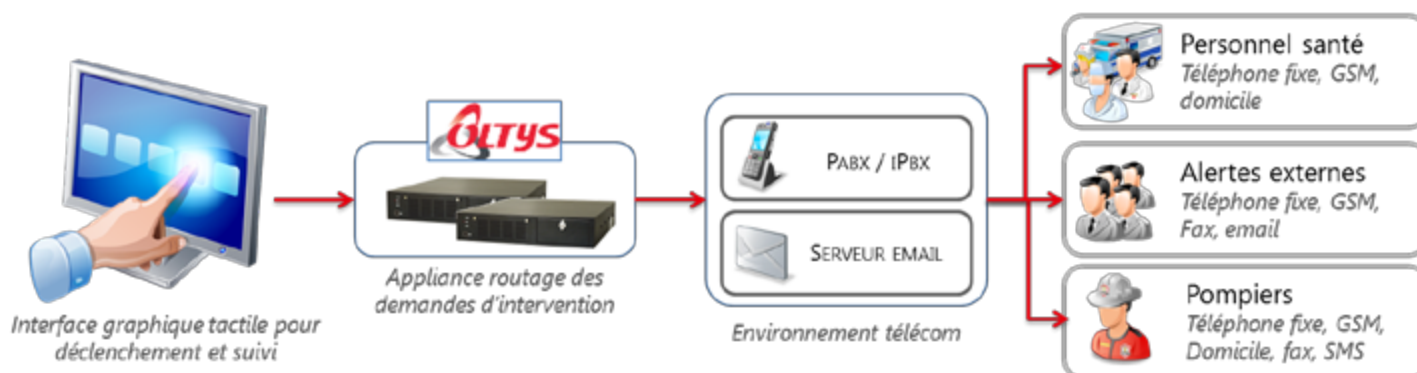 Interface graphique tactile pour
déclenchement et suivi
OLTYS
Appliance routage des
demandes d'intervention
PABX / IPBX
SERVEUR EMAIL
Environnement télécom
Personnel santé
Téléphone fixe, GSM,
domicile
Alertes externes
Téléphone fixe, GSM,
Fax, email
Pompiers
Téléphone fixe, GSM,
Domicile, fax, SMS